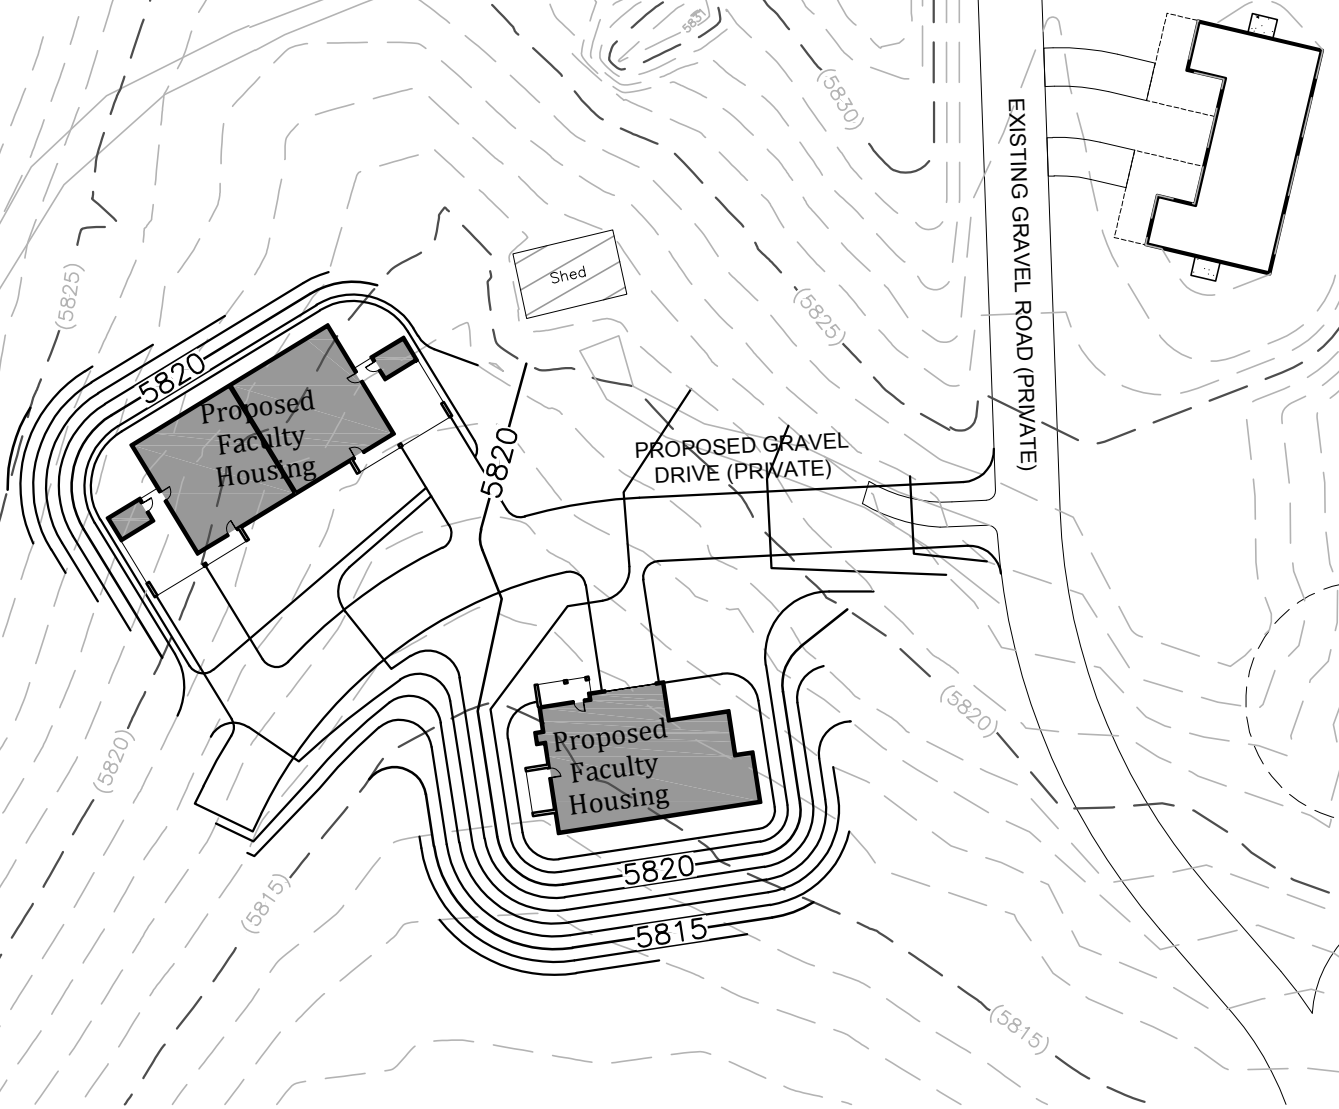 5831
(5830)
EXISTING GRAVEL ROAD (PRIVATE)
(5825)
Shed
(5825)
5820
Proposed
Faculty
Housing
5820
PROPOSED GRAVEL
DRIVE (PRIVATE)
(5820)
(5820)
Proposed
Faculty
Housing
5820
(5815)
5815
(5815)